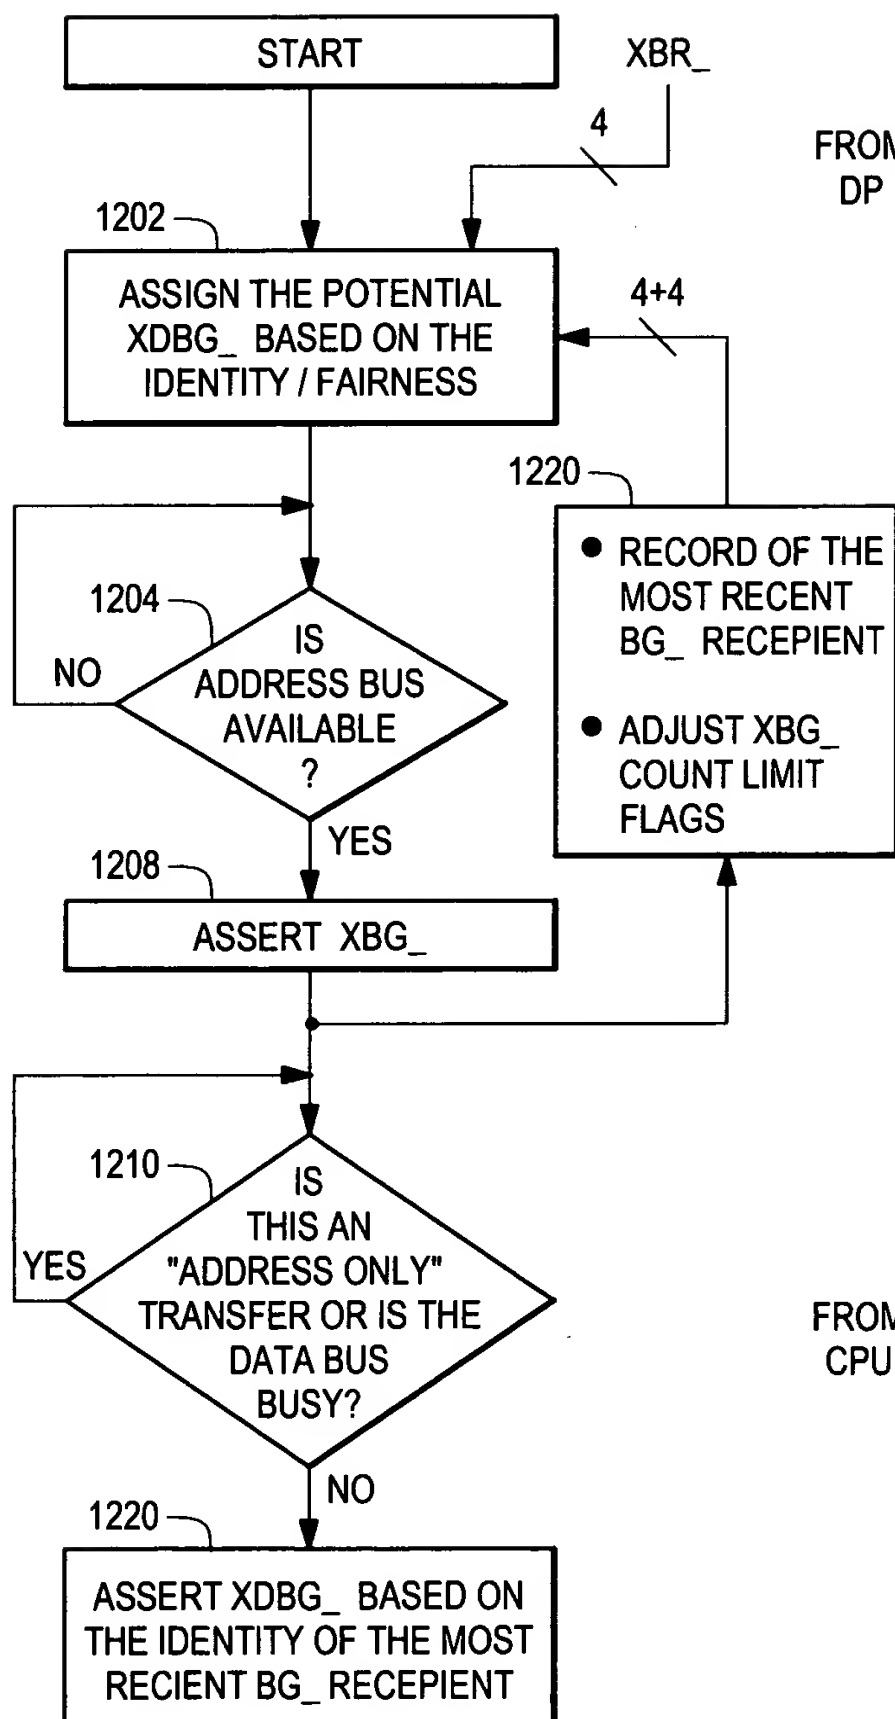 START
XBR_
4
FROM
DP
1202
ASSIGN THE POTENTIAL
XDBG_ BASED ON THE
IDENTITY / FAIRNESS
4+4
1220
● RECORD OF THE
MOST RECENT
BG_ RECEPIENT
● ADJUST XBG_
COUNT LIMIT
FLAGS
1204
IS
ADDRESS BUS
AVAILABLE
?
NO
YES
1208
ASSERT XBG_
1210
IS
THIS AN
"ADDRESS ONLY"
TRANSFER OR IS THE
DATA BUS
BUSY?
YES
FROM
CPU
NO
1220
ASSERT XDBG_ BASED ON
THE IDENTITY OF THE MOST
RECIENT BG_ RECEPIENT